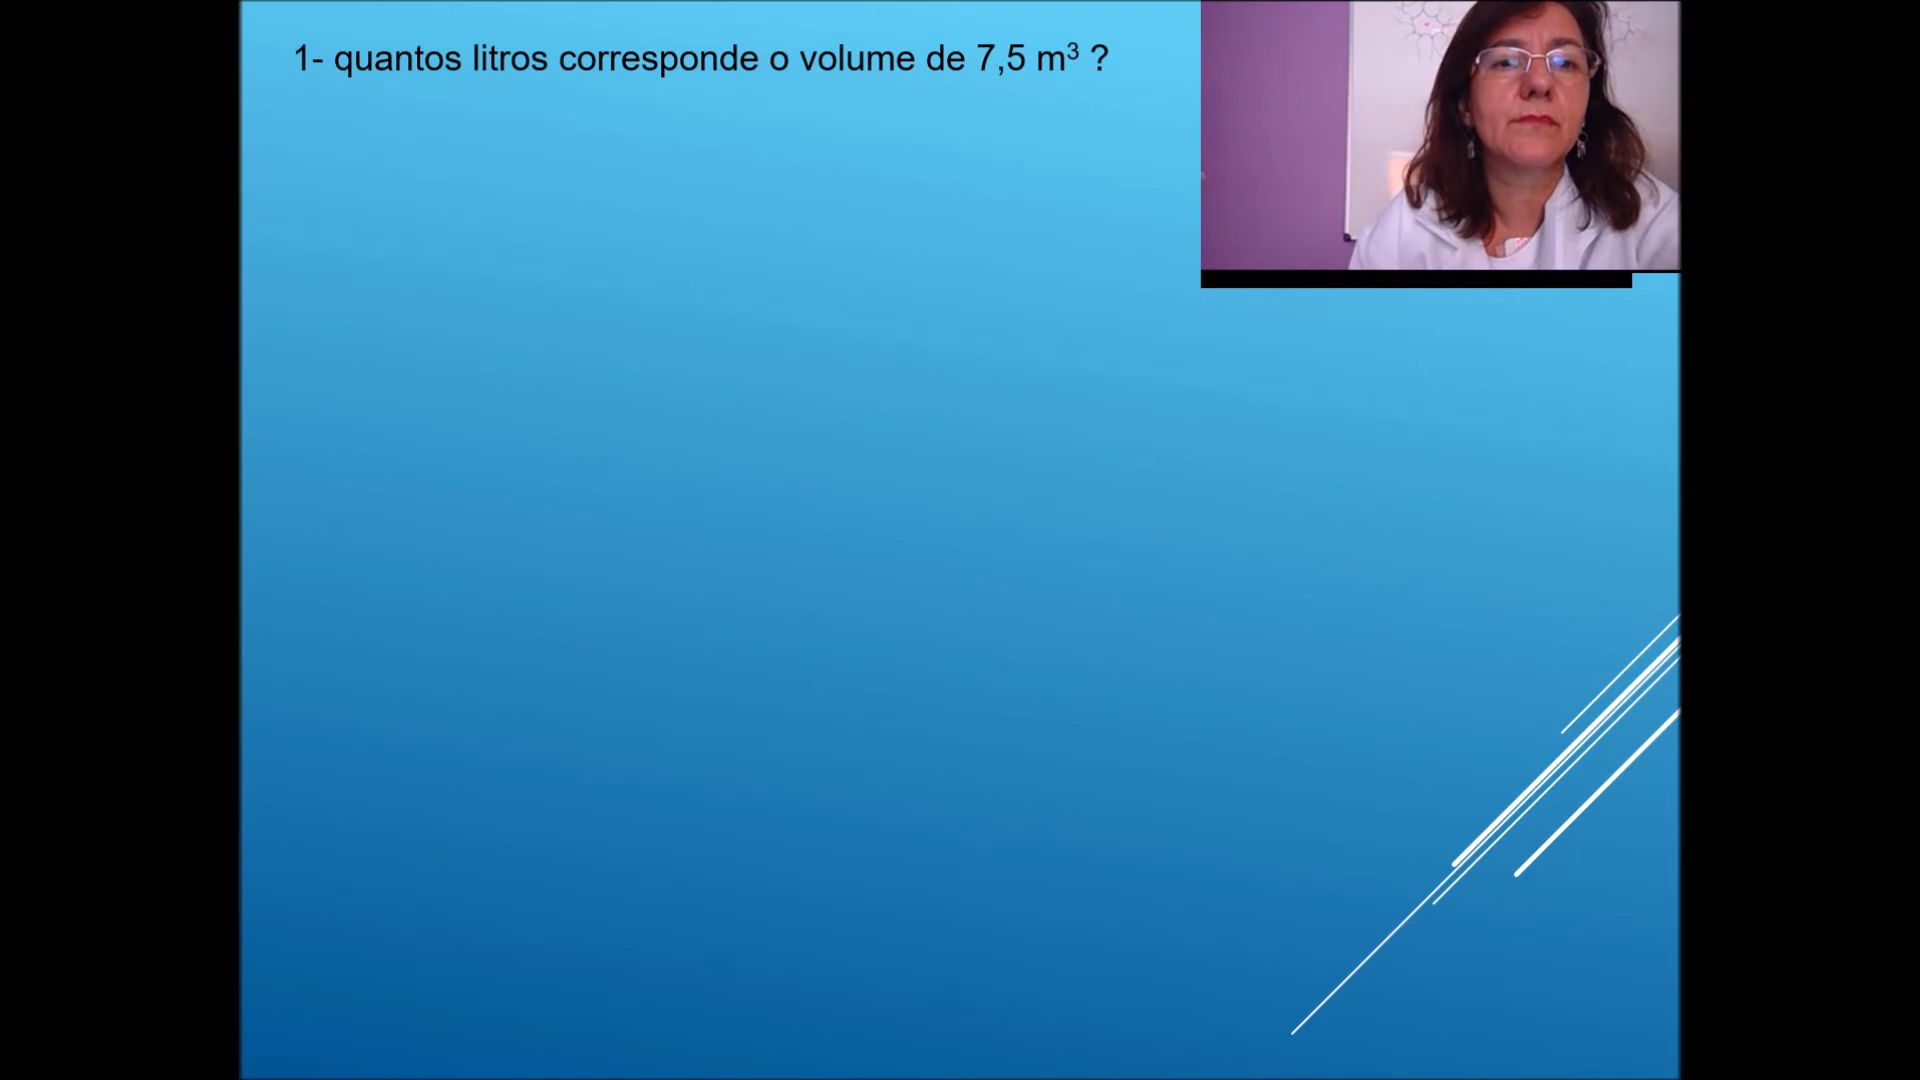 1- quantos litros corresponde o volume de 7,5 m³ ?